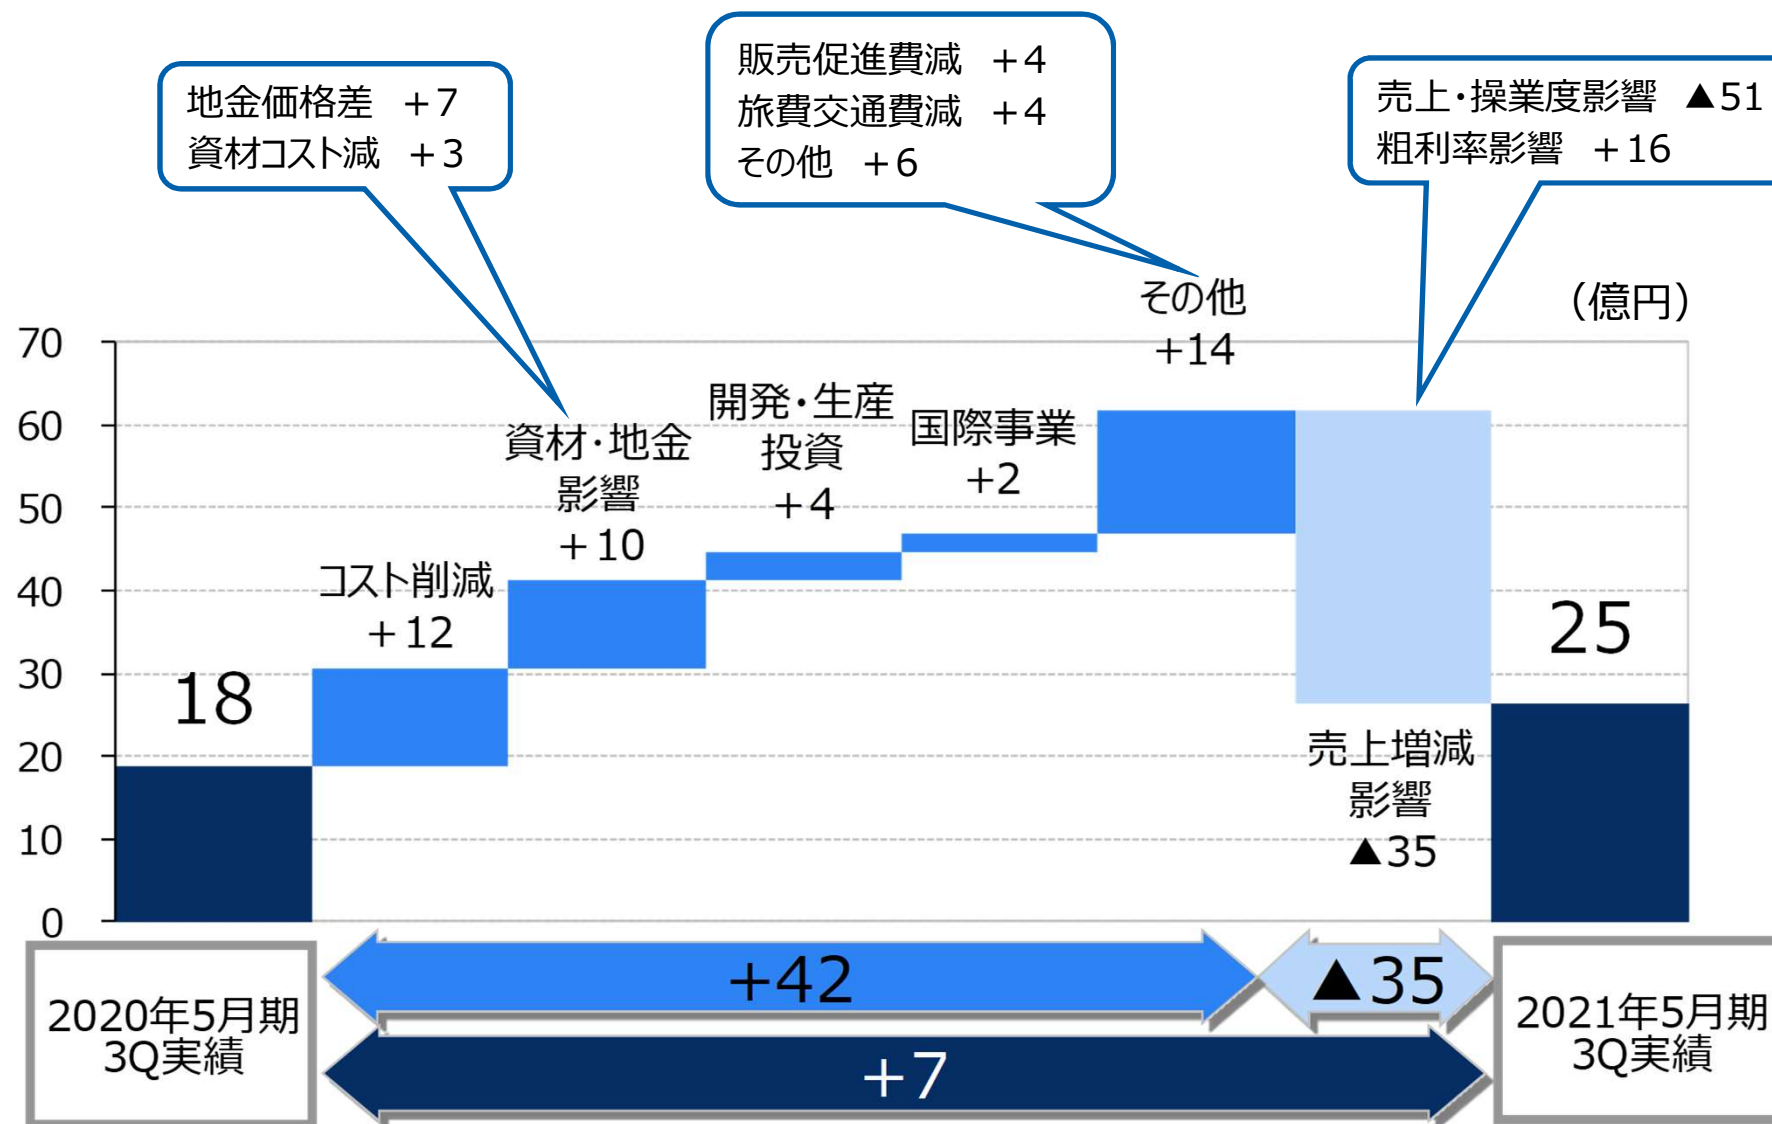 地金価格差 +7
資材コスト減 +3
販売促進費減 +4
旅費交通費減 +4
その他 +6
売上・操業度影響 ▲51
粗利率影響 +16
(億円)
70
60
50
40
30
20
10
0
18
コスト削減
+12
資材・地金
影響
+10
開発・生産
投資
+4
国際事業
+2
その他
+14
売上増減
影響
▲35
25
2020年5月期
3Q実績
+42
▲35
+7
2021年5月期
3Q実績